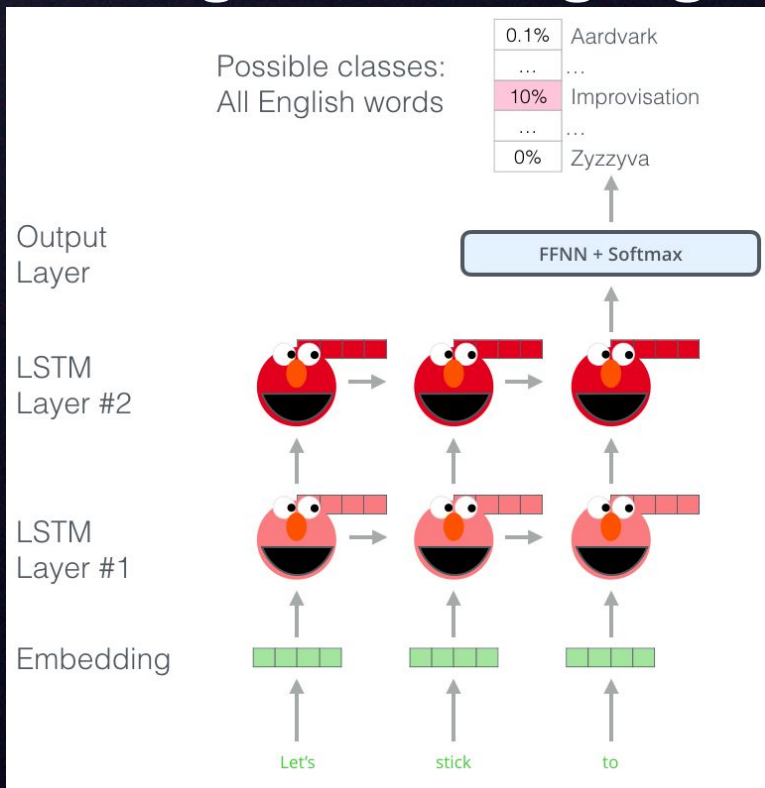 0.1% Aardvark
... ...
Possible classes:
All English words
10% Improvisation
... ...
0% Zyzzyva
Output
Layer
FFNN + Softmax
LSTM
Layer #2
LSTM
Layer #1
Embedding
Let's stick to